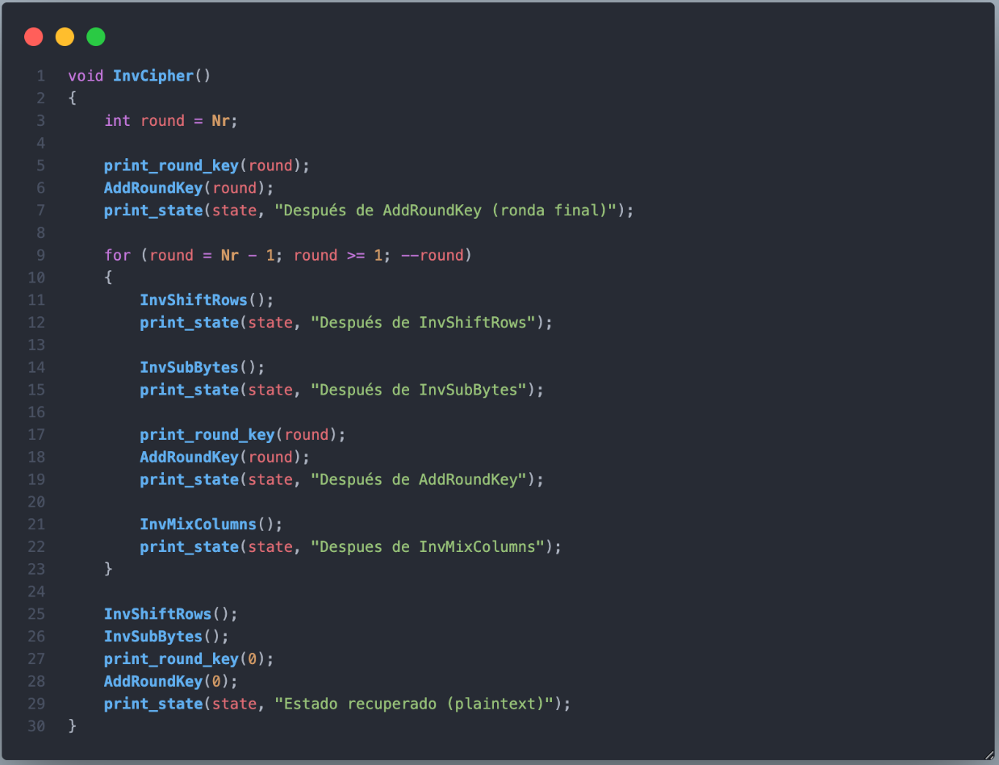 1 void InvCipher()
2 {
3     int round = Nr;
4
5     print_round_key(round);
6     AddRoundKey(round);
7     print_state(state, "Después de AddRoundKey (ronda final)");
8
9     for (round = Nr - 1; round >= 1; --round)
10     {
11         InvShiftRows();
12         print_state(state, "Después de InvShiftRows");
13
14         InvSubBytes();
15         print_state(state, "Después de InvSubBytes");
16
17         print_round_key(round);
18         AddRoundKey(round);
19         print_state(state, "Después de AddRoundKey");
20
21         InvMixColumns();
22         print_state(state, "Despues de InvMixColumns");
23     }
24
25     InvShiftRows();
26     InvSubBytes();
27     print_round_key(0);
28     AddRoundKey(0);
29     print_state(state, "Estado recuperado (plaintext)");
30 }